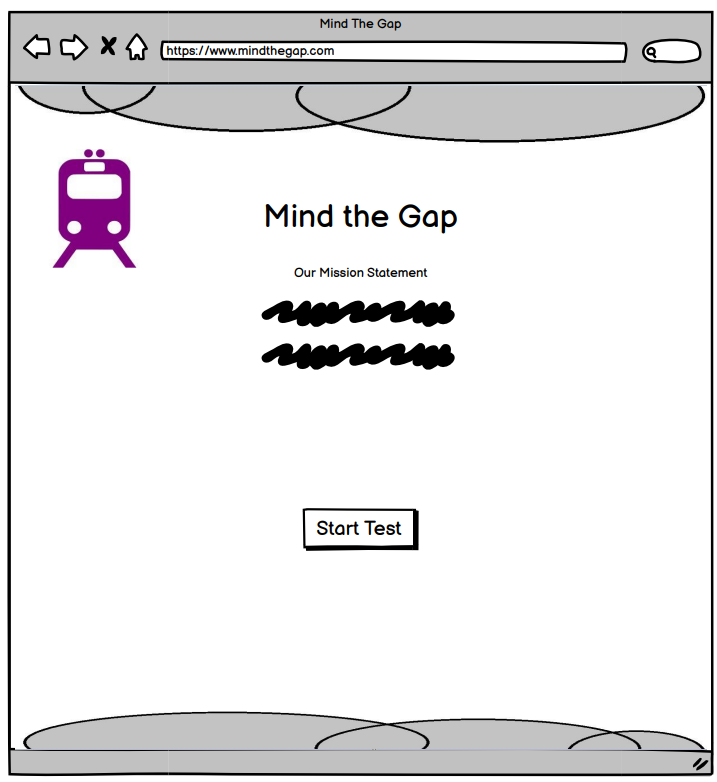 Mind The Gap
https://www.mindthegap.com
Mind the Gap
Our Mission Statement
Start Test